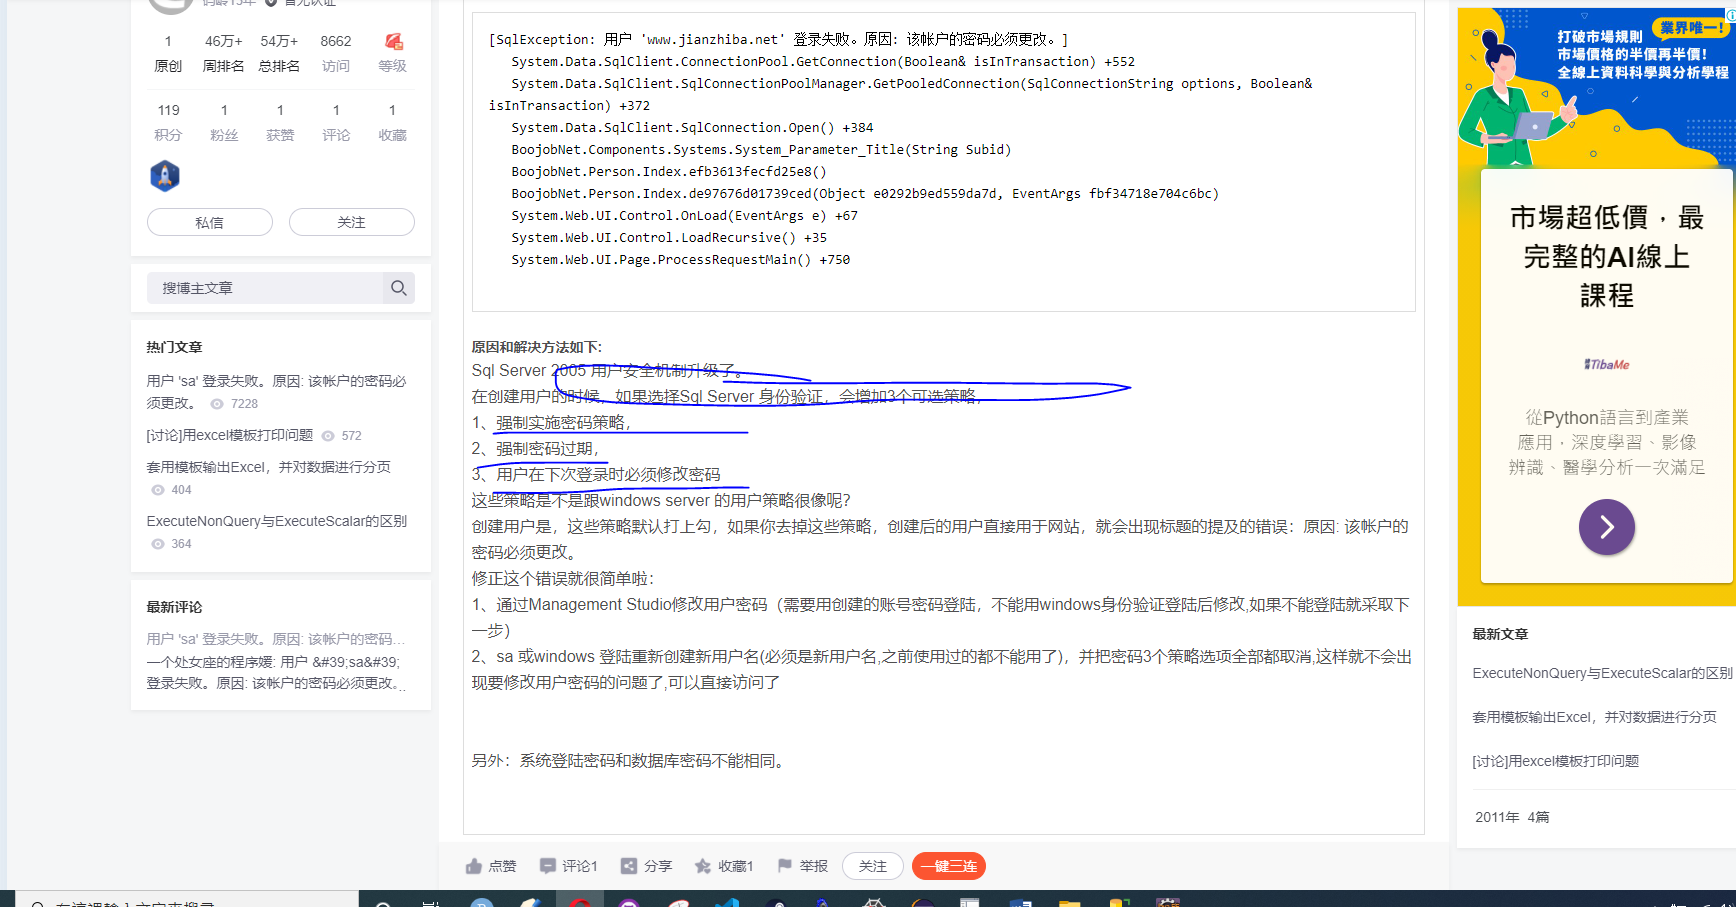 码龄15年 暂无认证
1 46万+ 54万+ 8662
原创 周排名 总排名 访问 等级
119 1 1 1 1
积分 粉丝 获赞 评论 收藏
私信 关注
搜博主文章
热门文章
用户 'sa' 登录失败。原因: 该帐户的密码必
须更改。 7228
[讨论]用excel模板打印问题 572
套用模板输出Excel，并对数据进行分页
404
ExecuteNonQuery与ExecuteScalar的区别
364
最新评论
用户 'sa' 登录失败。原因: 该帐户的密码...
一个处女座的程序媛: 用户 &#39;sa&#39;
登录失败。原因: 该帐户的密码必须更改。..
[SqlException: 用户 'www.jianzhiba.net' 登录失败。原因: 该帐户的密码必须更改。]
System.Data.SqlClient.ConnectionPool.GetConnection(Boolean& isInTransaction) +552
System.Data.SqlClient.SqlConnectionPoolManager.GetPooledConnection(SqlConnectionString options, Boolean&
isInTransaction) +372
System.Data.SqlClient.SqlConnection.Open() +384
BoojobNet.Components.Systems.System_Parameter_Title(String Subid)
BoojobNet.Person.Index.efb3613fecfd25e8()
BoojobNet.Person.Index.de97676d01739ced(Object e0292b9ed559da7d, EventArgs fbf34718e704c6bc)
System.Web.UI.Control.OnLoad(EventArgs e) +67
System.Web.UI.Control.LoadRecursive() +35
System.Web.UI.Page.ProcessRequestMain() +750
原因和解决方法如下:
Sql Server 2005 用户安全机制升级了。
在创建用户的时候，如果选择Sql Server 身份验证，会增加3个可选策略，
1、强制实施密码策略，
2、强制密码过期，
3、用户在下次登录时必须修改密码
这些策略是不是跟windows server 的用户策略很像呢？
创建用户是，这些策略默认打上勾，如果你去掉这些策略，创建后的用户直接用于网站，就会出现标题的提及的错误：原因: 该帐户的
密码必须更改。
修正这个错误就很简单啦：
1、通过Management Studio修改用户密码（需要用创建的账号密码登陆，不能用windows身份验证登陆后修改,如果不能登陆就采取下
一步）
2、sa 或windows 登陆重新创建新用户名(必须是新用户名,之前使用过的都不能用了)，并把密码3个策略选项全部都取消,这样就不会出
现要修改用户密码的问题了,可以直接访问了
另外：系统登陆密码和数据库密码不能相同。
点赞 评论1 分享 收藏1 举报 关注 一键三连
打破市場規則 業界唯一!
市場價格的半價再半價!
全線上資料科學與分析學程
市場超低價，最
完整的AI線上
課程
TibaMe
從Python語言到產業
應用，深度學習、影像
辨識、醫學分析一次滿足
最新文章
ExecuteNonQuery与ExecuteScalar的区别
套用模板输出Excel，并对数据进行分页
[讨论]用excel模板打印问题
2011年 4篇